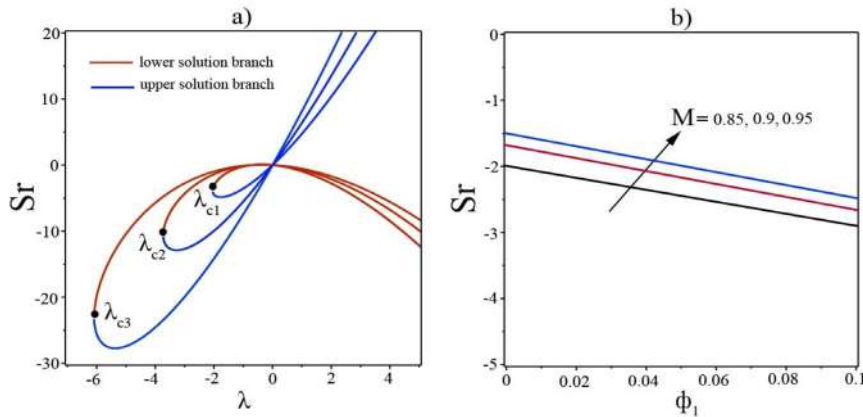 a)
20
10
0
-10
-20
-30
Sr
lower solution branch
upper solution branch
λc1
λc2
λc3
-6
-4
-2
0
2
4
λ
b)
0
-1
-2
-3
-4
-5
Sr
M= 0.85, 0.9, 0.95
0
0.02
0.04
0.06
0.08
0.1
ϕ1